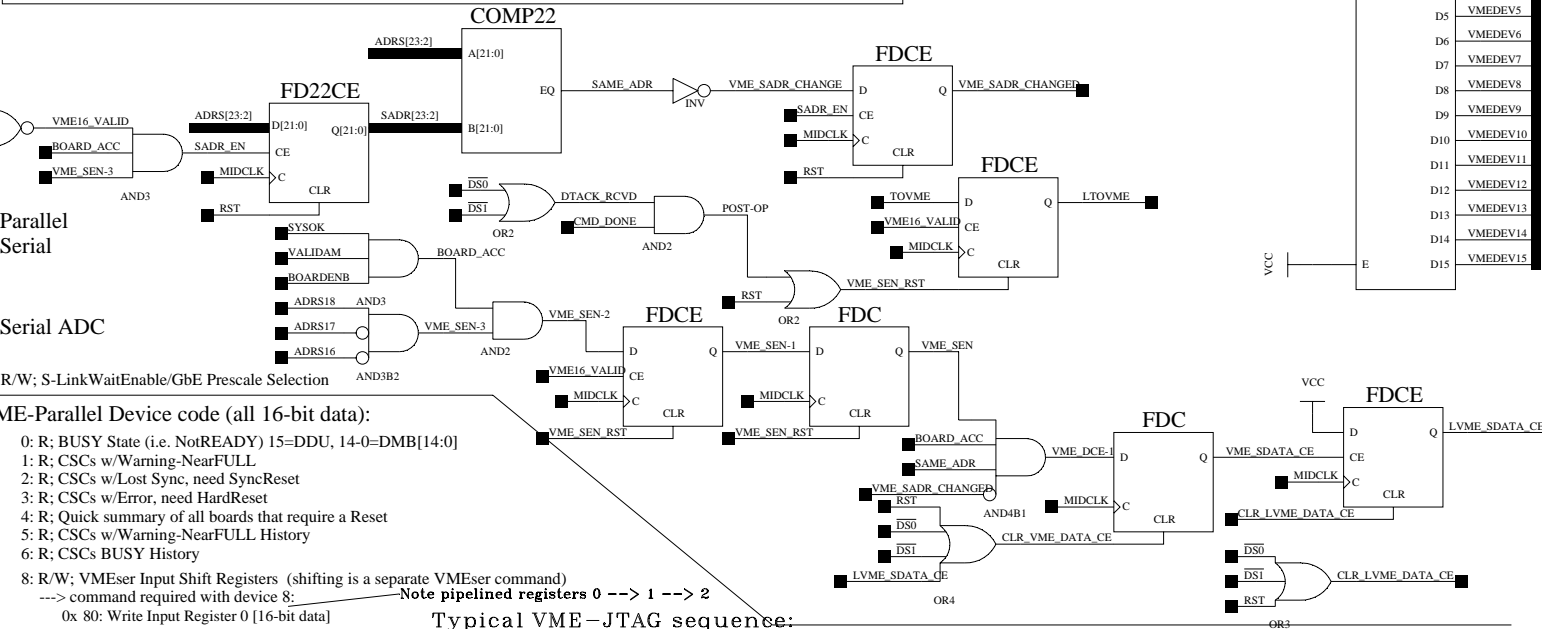 COMP22
ADRS[23:2]
A[21:0]
EQ
B[21:0]
SAME_ADR
INV
VME_SADR_CHANGE
FDCE
D
Q
CE
C
CLR
SADR_EN
MIDCLK
RST
VME_SADR_CHANGED
D5 VMEDEV5
D6 VMEDEV6
D7 VMEDEV7
D8 VMEDEV8
D9 VMEDEV9
D10 VMEDEV10
D11 VMEDEV11
D12 VMEDEV12
D13 VMEDEV13
D14 VMEDEV14
D15 VMEDEV15
VCC
E
FD22CE
ADRS[23:2]
D[21:0]
Q[21:0]
SADR[23:2]
CE
C
CLR
VME16_VALID
BOARD_ACC
VME_SEN-3
AND3
SADR_EN
MIDCLK
RST
DS0
DS1
OR2
DTACK_RCVD
CMD_DONE
AND2
POST-OP
FDCE
TOVME
D
Q
LTOVME
VME16_VALID
CE
MIDCLK
C
CLR
RST
OR2
VME_SEN_RST
Parallel
Serial
SYSOK
VALIDAM
BOARDENB
BOARD_ACC
AND3
ADRS18
ADRS17
ADRS16
AND3B2
VME_SEN-3
AND2
VME_SEN-2
Serial ADC
R/W; S-LinkWaitEnable/GbE Prescale Selection
FDCE
D
Q
VME16_VALID
CE
MIDCLK
C
CLR
VME_SEN_RST
VME_SEN-1
FDC
D
Q
MIDCLK
C
CLR
VME_SEN_RST
VME_SEN
BOARD_ACC
SAME_ADR
VME_SADR_CHANGED
AND4B1
VME_DCE-1
RST
DS0
DS1
LVME_SDATA_CE
OR4
CLR_VME_DATA_CE
FDC
D
Q
MIDCLK
C
CLR
VME_SDATA_CE
VCC
FDCE
D
Q
CE
MIDCLK
C
CLR
LVME_SDATA_CE
CLR_LVME_DATA_CE
DS0
DS1
RST
OR3
CLR_LVME_DATA_CE
ME-Parallel Device code (all 16-bit data):
0: R; BUSY State (i.e. NotREADY) 15=DDU, 14-0=DMB[14:0]
1: R; CSCs w/Warning-NearFULL
2: R; CSCs w/Lost Sync, need SyncReset
3: R; CSCs w/Error, need HardReset
4: R; Quick summary of all boards that require a Reset
5: R; CSCs w/Warning-NearFULL History
6: R; CSCs BUSY History
8: R/W; VMEser Input Shift Registers (shifting is a separate VMEser command)
---> command required with device 8:
0x 80: Write Input Register 0 [16-bit data]
Note pipelined registers 0 --> 1 --> 2
Typical VME-JTAG sequence: